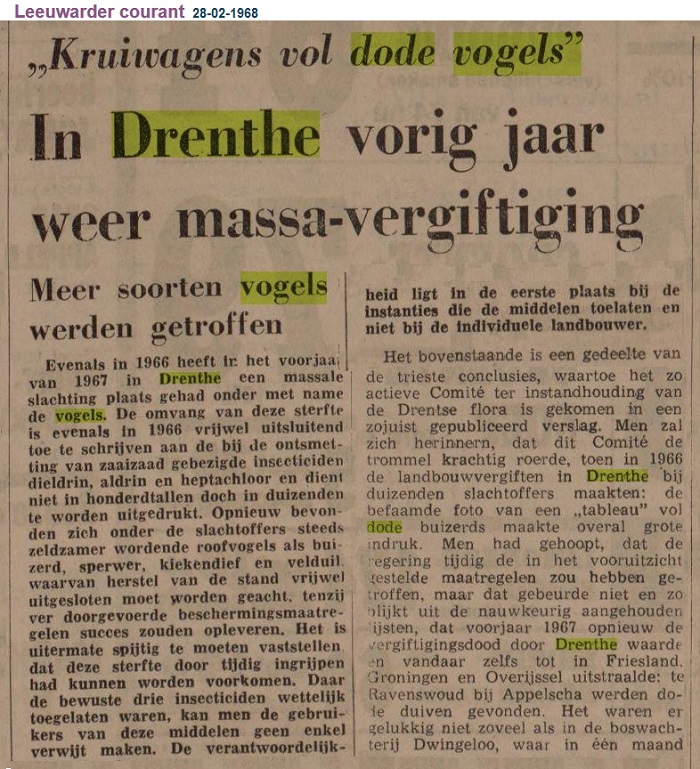 Leeuwarder courant 28-02-1968
„Kruiwagens vol dode vogels”
In Drenthe vorig jaar
weer massa-vergiftiging
Meer soorten vogels
werden getroffen
Evenals in 1966 heeft in het voorjaar
van 1967 in Drenthe een massale
slachting plaats gehad onder met name
de vogels. De omvang van deze sterfte
is evenals in 1966 vrijwel uitsluitend
toe te schrijven aan de bij de ontsmet-
ting van zaaizaad gebezigde insecticiden
dieldrin, aldrin en heptachloor en dient
niet in honderdtallen doch in duizenden
te worden uitgedrukt. Opnieuw bevon-
den zich onder de slachtoffers steeds
zeldzamer wordende roofvogels als bui-
zerd, sperwer, kiekendief en velduil,
waarvan herstel van de stand vrijwel
uitgesloten moet worden geacht, tenzij
ver doorgevoerde beschermingsmaatre-
gelen succes zouden opleveren. Het is
uitermate spijtig te moeten vaststellen,
dat deze sterfte door tijdig ingrijpen
had kunnen worden voorkomen. Daar
de bewuste drie insecticiden wettelijk
toegelaten waren, kan men de gebrui-
kers van deze middelen geen enkel
verwijt maken. De verantwoordelijk-
heid ligt in de eerste plaats bij de
instanties die de middelen toelaten en
niet bij de individuele landbouwer.
Het bovenstaande is een gedeelte van
de trieste conclusies, waartoe het zo
actieve Comité ter instandhouding van
de Drentse flora is gekomen in een
zojuist gepubliceerd verslag. Men zal
zich herinneren, dat dit Comité de
trommel krachtig roerde, toen in 1966
de landbouwvergiften in Drenthe bij
duizenden slachtoffers maakten: de
befaamde foto van een „tableau” vol
dode buizerds maakte overal grote
indruk. Men had gehoopt, dat de
regering tijdig de in het vooruitzicht
gestelde maatregelen zou hebben ge-
troffen, maar dat gebeurde niet en zo
blijkt uit de nauwkeurig aangehouden
lijsten, dat voorjaar 1967 opnieuw de
vergiftigingsdood door Drenthe waarde
en vandaar zelfs tot in Friesland,
Groningen en Overijssel uitstraalde: te
Ravenswoud bij Appelscha werden do-
de duiven gevonden. Het waren er
gelukkig niet zoveel als in de boswach-
terij Dwingeloo, waar in één maand